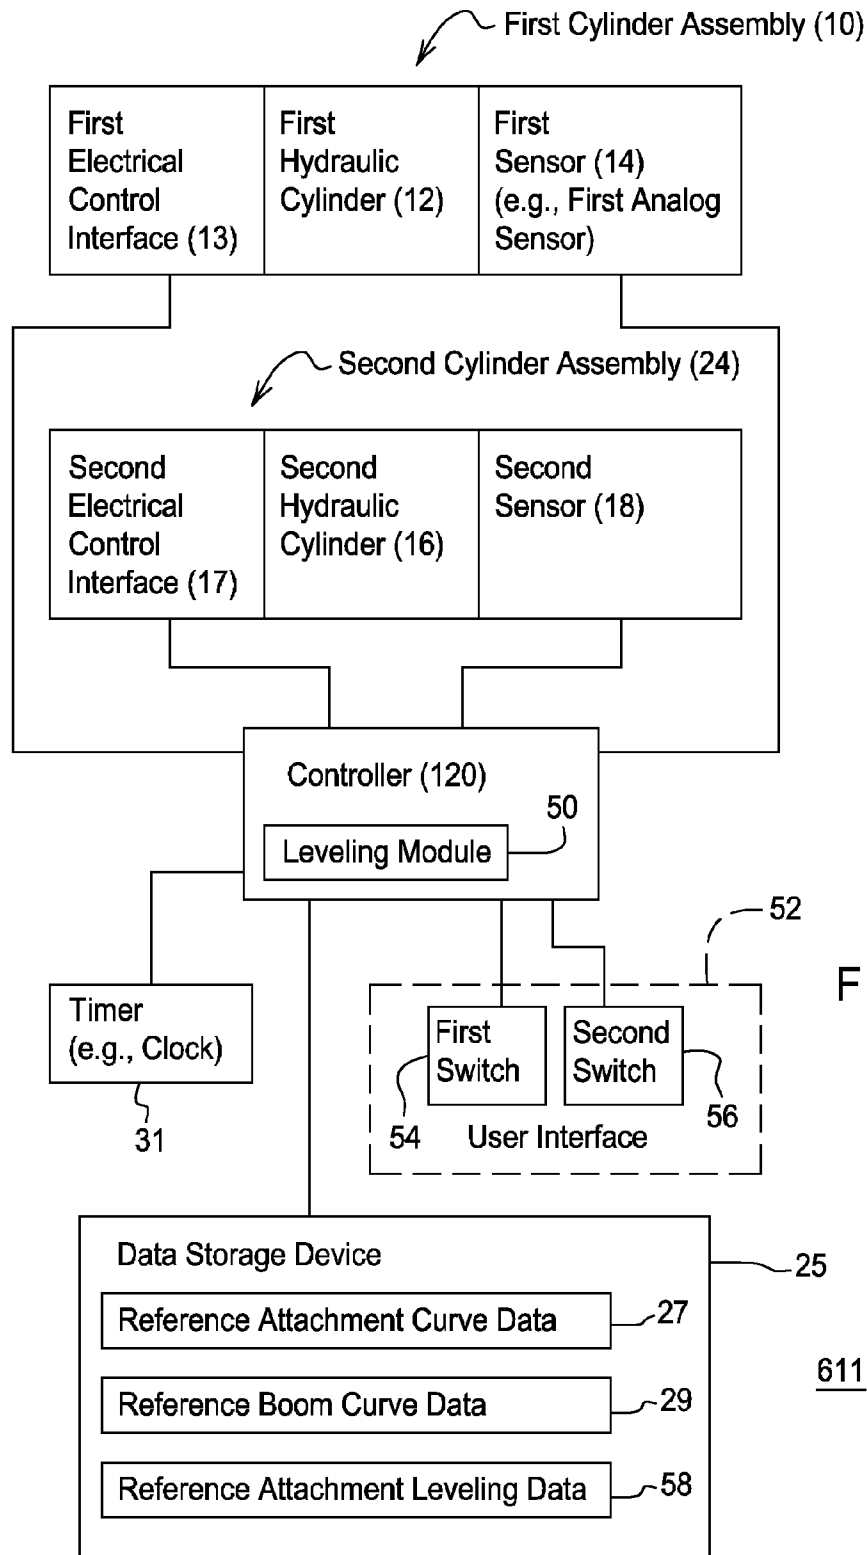 First Cylinder Assembly (10)
First
Electrical
Control
Interface (13)
First
Hydraulic
Cylinder (12)
First
Sensor (14)
(e.g., First Analog
Sensor)
Second Cylinder Assembly (24)
Second
Electrical
Control
Interface (17)
Second
Hydraulic
Cylinder (16)
Second
Sensor (18)
Controller (120)
50
Leveling Module
52
F
Timer
(e.g., Clock)
31
First
Switch
Second
Switch
54
56
User Interface
Data Storage Device
25
Reference Attachment Curve Data
27
611
Reference Boom Curve Data
29
Reference Attachment Leveling Data
58